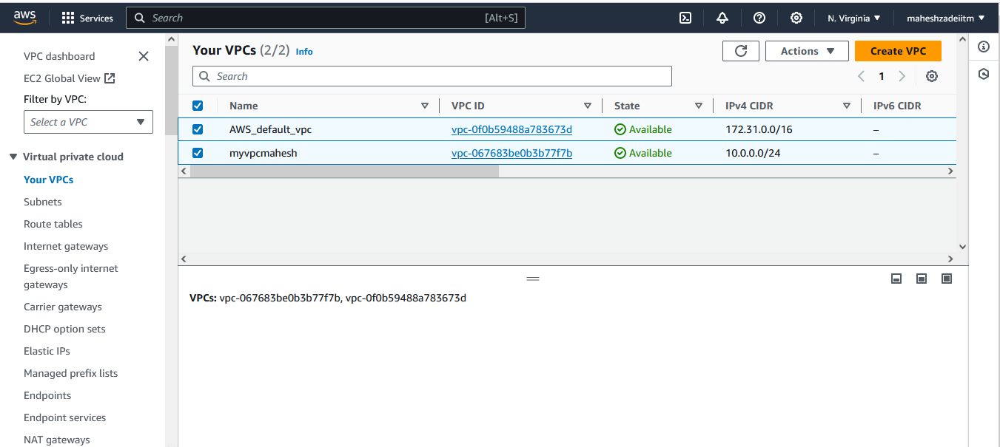 aws Services Search [Alt+S] N. Virginia maheshzadeiitm
VPC dashboard
EC2 Global View
Filter by VPC:
Select a VPC
Virtual private cloud
Your VPCs
Subnets
Route tables
Internet gateways
Egress-only internet
gateways
Carrier gateways
DHCP option sets
Elastic IPs
Managed prefix lists
Endpoints
Endpoint services
NAT gateways
Your VPCs (2/2) Info Actions Create VPC
Search 1
Name VPC ID State IPv4 CIDR IPv6 CIDR
AWS_default_vpc vpc-0f0b59488a783673d Available 172.31.0.0/16 –
myvpcmahesh vpc-067683be0b3b77f7b Available 10.0.0.0/24 –
VPCs: vpc-067683be0b3b77f7b, vpc-0f0b59488a783673d